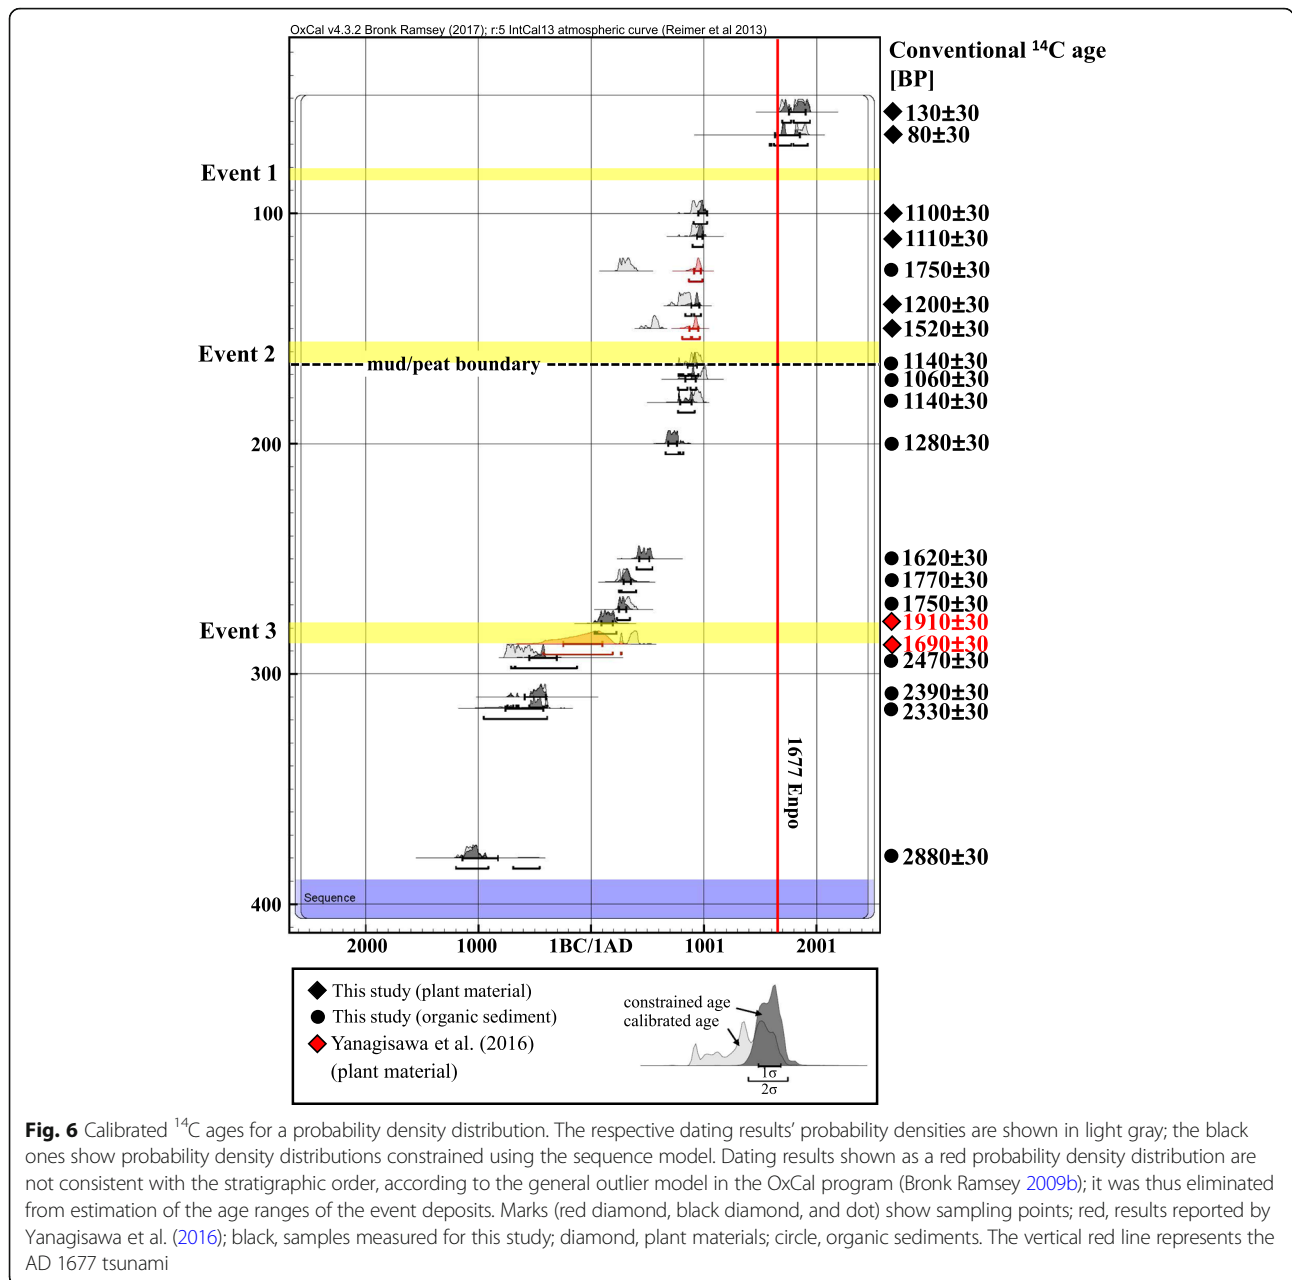 OxCal v4.3.2 Bronk Ramsey (2017); r:5 IntCal13 atmospheric curve (Reimer et al 2013)
Conventional ¹⁴C age
[BP]
130±30
80±30
Event 1
100
1100±30
1110±30
1750±30
1200±30
1520±30
Event 2
mud/peat boundary
1140±30
1060±30
1140±30
200
1280±30
1620±30
1770±30
1750±30
Event 3
1910±30
1690±30
2470±30
300
2390±30
2330±30
1677 Enpo
2880±30
Sequence
400
2000 1000 1BC/1AD 1001 2001
This study (plant material)
This study (organic sediment)
Yanagisawa et al. (2016)
(plant material)
constrained age
calibrated age
1σ
2σ
Fig. 6 Calibrated ¹⁴C ages for a probability density distribution. The respective dating results’ probability densities are shown in light gray; the black
ones show probability density distributions constrained using the sequence model. Dating results shown as a red probability density distribution are
not consistent with the stratigraphic order, according to the general outlier model in the OxCal program (Bronk Ramsey 2009b); it was thus eliminated
from estimation of the age ranges of the event deposits. Marks (red diamond, black diamond, and dot) show sampling points; red, results reported by
Yanagisawa et al. (2016); black, samples measured for this study; diamond, plant materials; circle, organic sediments. The vertical red line represents the
AD 1677 tsunami